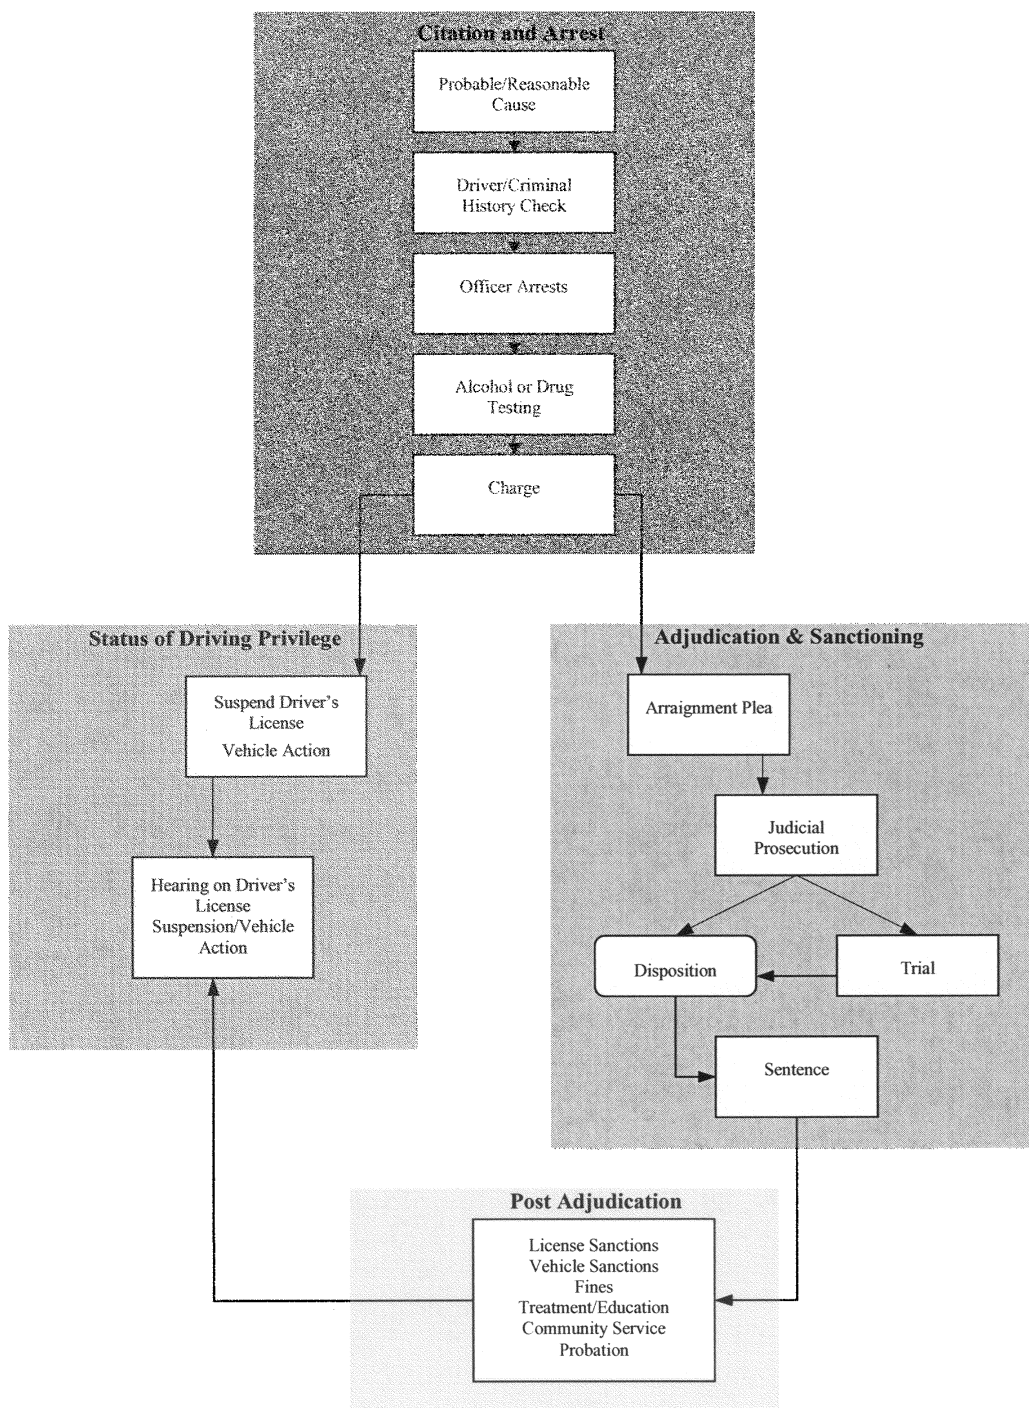 Citation and Arrest
Probable/Reasonable
Cause
Driver/Criminal
History Check
Officer Arrests
Alcohol or Drug
Testing
Charge
Status of Driving Privilege
Suspend Driver's
License
Vehicle Action
Hearing on Driver's
License
Suspension/Vehicle
Action
Adjudication & Sanctioning
Arraignment Plea
Judicial
Prosecution
Disposition
Trial
Sentence
Post Adjudication
License Sanctions
Vehicle Sanctions
Fines
Treatment/Education
Community Service
Probation